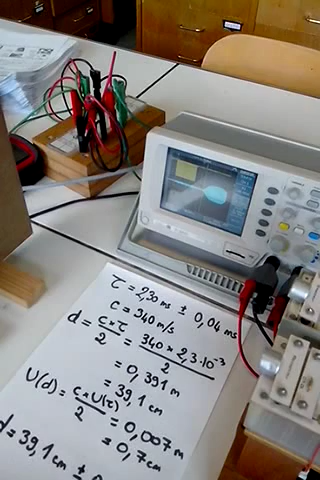 τ = 2,30 ms ± 0,04 ms
c = 340 m/s
d = c×τ/2 = 340 × 2,3·10⁻³/2
= 0,391 m
= 39,1 cm
U(d) = c×U(τ)/2 = 0,007 m
= 0,7 cm
d = 39,1 cm ± 0